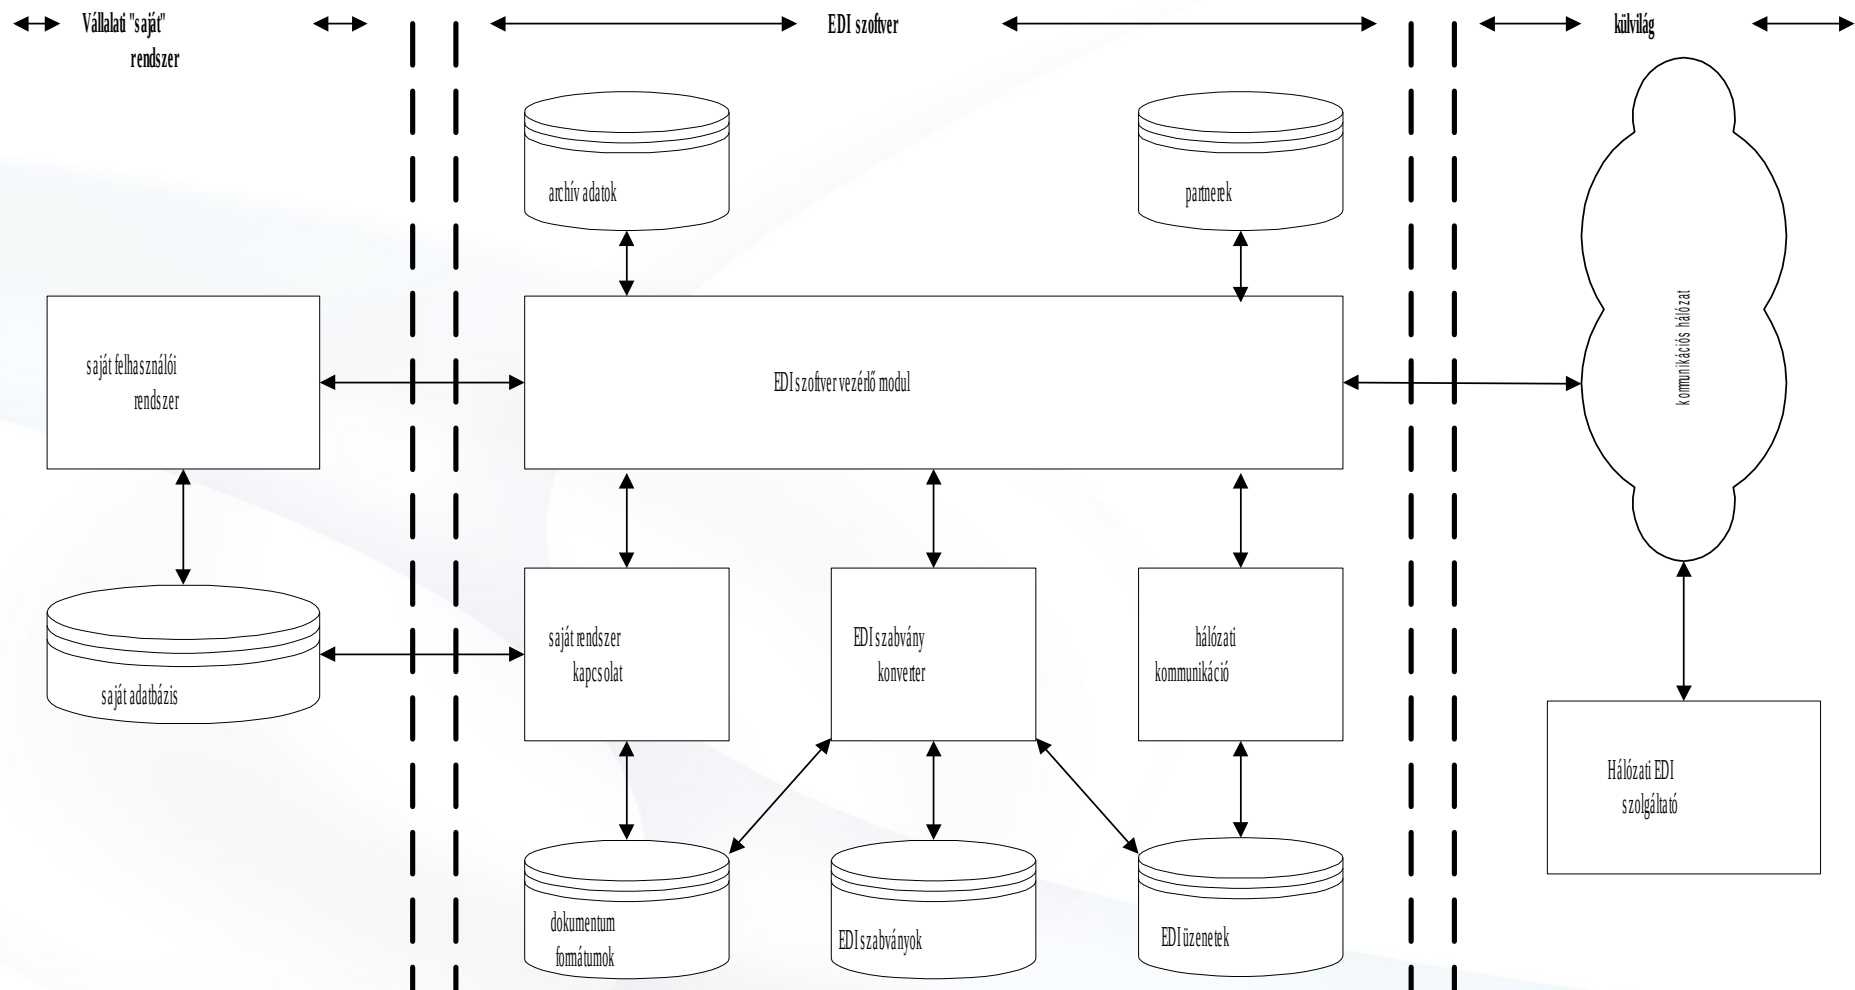 Vállalati "saját"
rendszer
EDI szoftver
külvilág
archív adatok
partnerek
saját felhasználói
rendszer
EDI szoftver vezérlő modul
kommunikációs hálózat
saját adatbázis
saját rendszer
kapcsolat
EDI szabvány
konverter
hálózati
kommunikáció
Hálózati EDI
szolgáltató
dokumentum
formátumok
EDI szabványok
EDI üzenetek